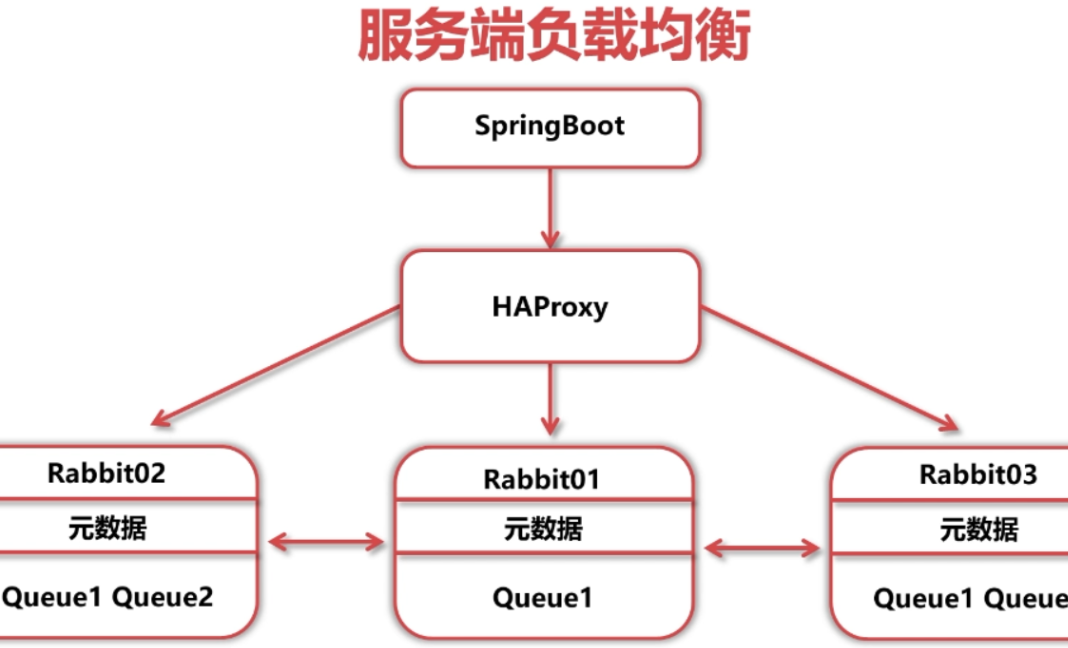 服务端负载均衡
SpringBoot
HAProxy
Rabbit02
元数据
Queue1 Queue2
Rabbit01
元数据
Queue1
Rabbit03
元数据
Queue1 Queue